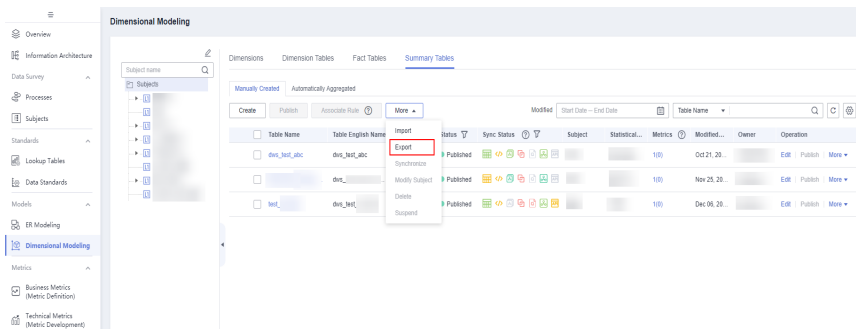 Dimensional Modeling
Overview
Information Architecture
Data Survey
Processes
Subjects
Standards
Lookup Tables
Data Standards
Models
ER Modeling
Dimensional Modeling
Metrics
Business Metrics
(Metric Definition)
Technical Metrics
(Metric Development)
Subject name
Subjects
Dimensions Dimension Tables Fact Tables Summary Tables
Manually Created Automatically Aggregated
Create Publish Associate Rule More Modified Start Date – End Date Table Name
Import
Export
Synchronize
Modify Subject
Delete
Suspend
Table Name Table English Name Status Sync Status Subject Statistical... Metrics Modified... Owner Operation
dws_test_abc dws_test_abc Published 1(0) Oct 21, 20... Edit Publish More
dws_ Published 1(0) Nov 25, 20... Edit Publish More
test_ dws_test_ Published 1(0) Dec 06, 20... Edit Publish More